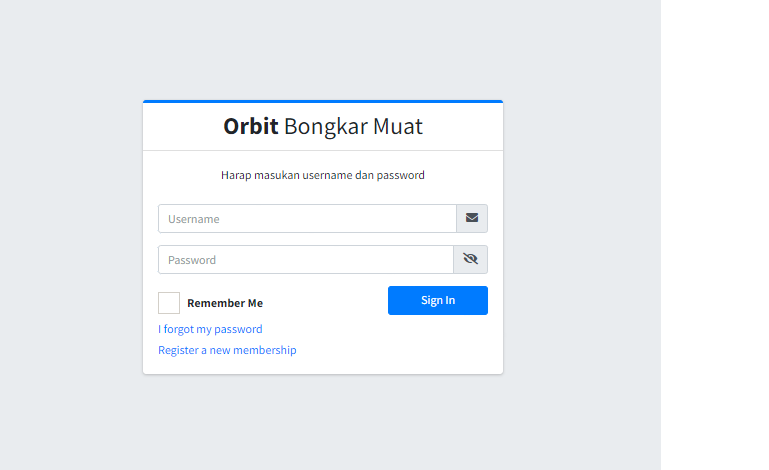 Orbit Bongkar Muat
Harap masukan username dan password
Username
Password
Remember Me
Sign In
I forgot my password
Register a new membership